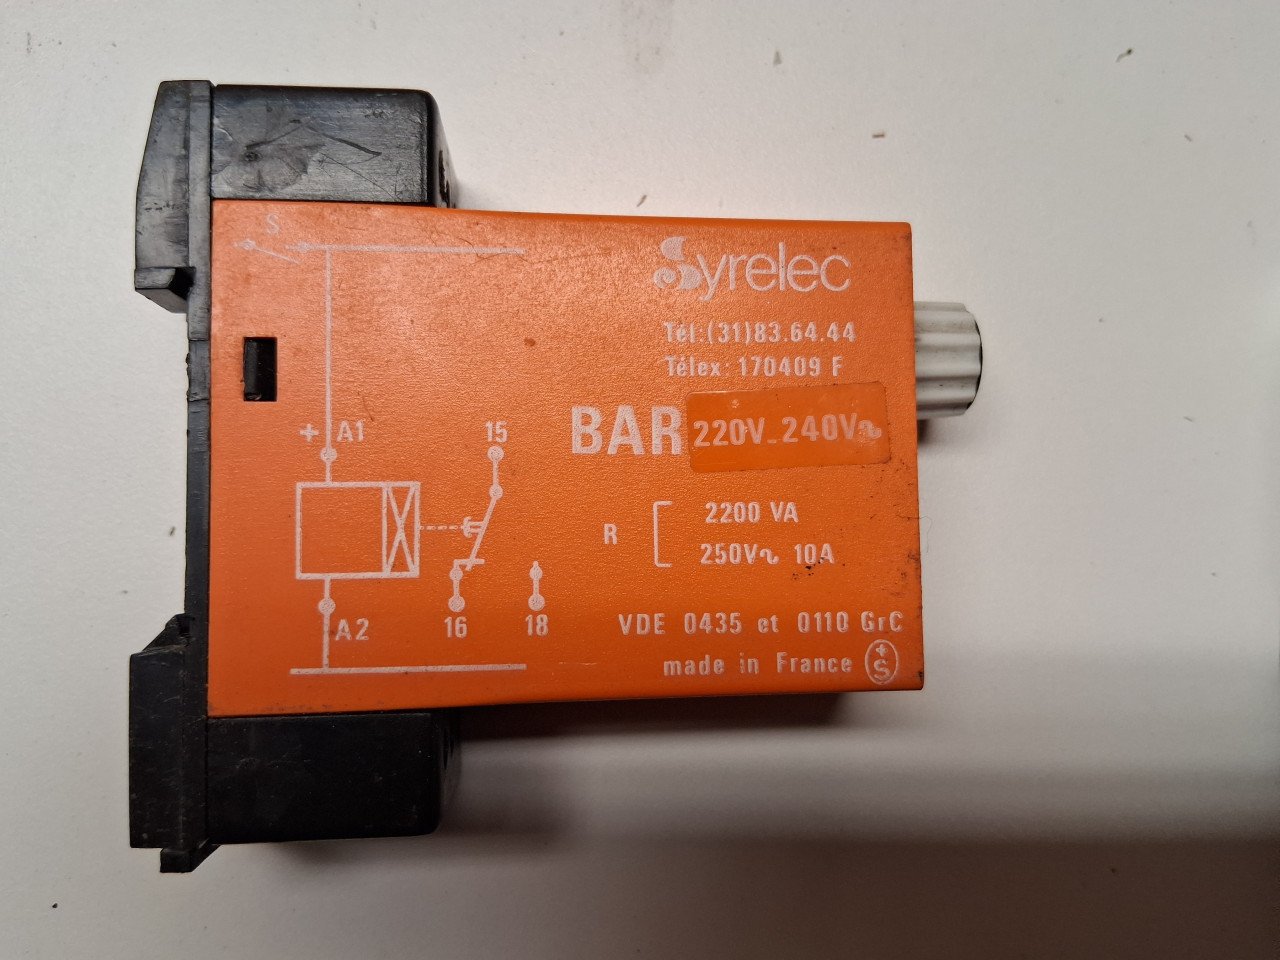 S
Syrelec
Tél.:(31)83.64.44
Télex: 170409 F
BAR 220V_240V∿
+ A1
15
R
2200 VA
250V∿ 10A
A2
16
18
VDE 0435 et 0110 GrC
made in France
+S